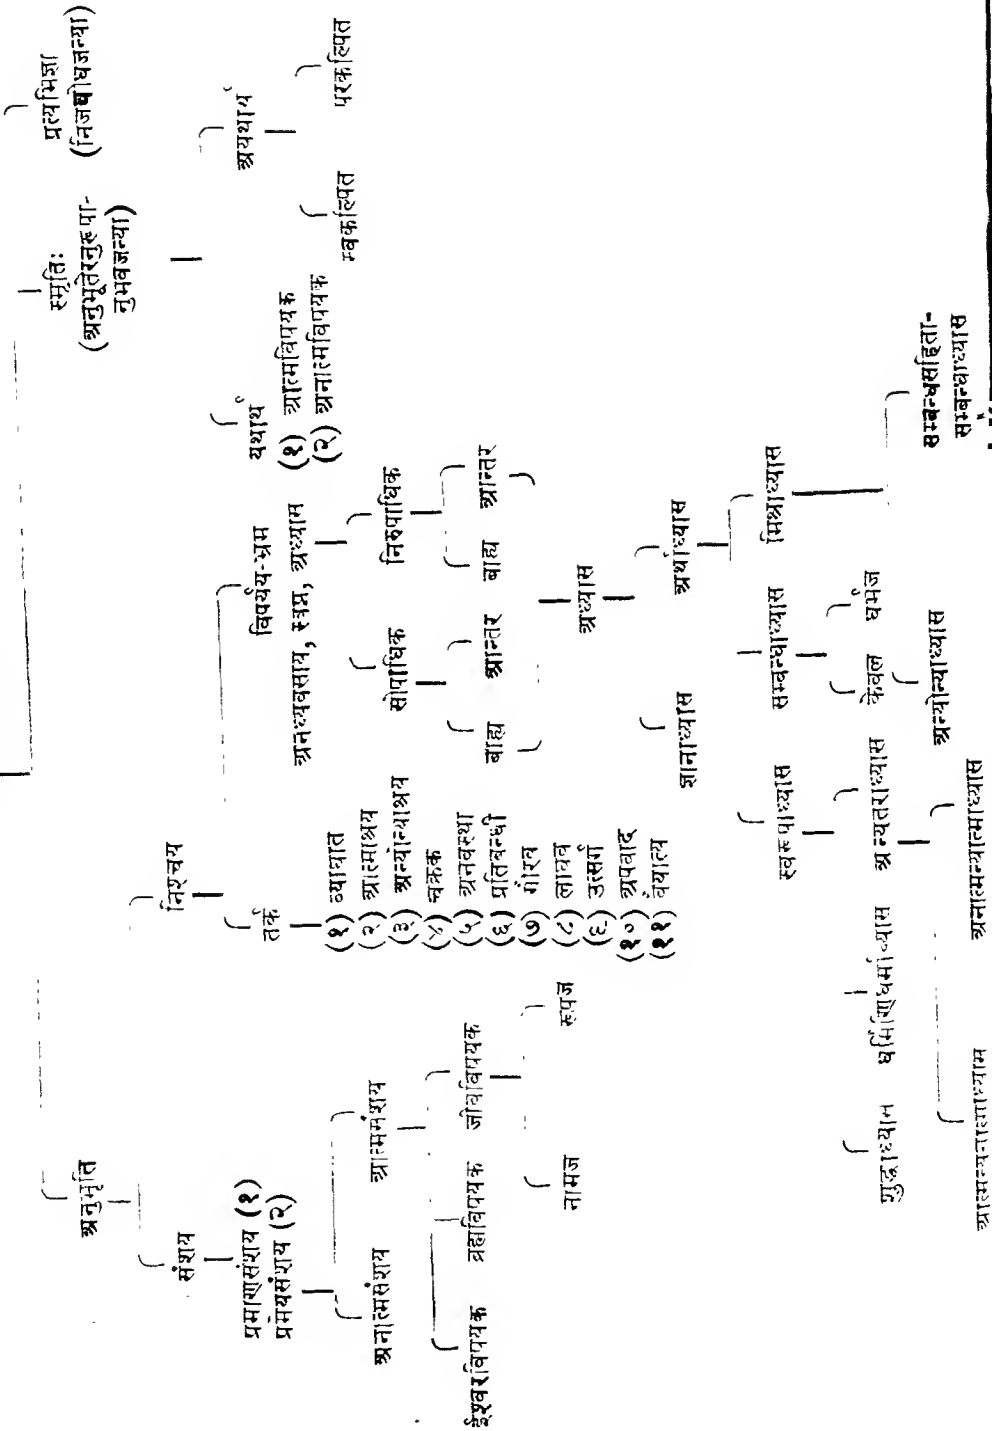 अनुभूति
स्मृतिः
(अनुभूतेरनुरूपा-
नुभवजन्या)
प्रत्यभिज्ञा
(निजबोधजन्या)
संशय
निश्चय
यथार्थ
अयथार्थ
प्रमाणसंशय (१)
प्रमेयसंशय (२)
तर्क
विपर्यय-भ्रम
(१) आत्मविषयक
(२) अनात्मविषयक
स्वकल्पित
परकल्पित
अनध्यवसाय, स्वप्न, अध्यास
अनात्मसंशय
आत्मसंशय
(१) व्याघात
(२) आत्माश्रय
(३) अन्योन्याश्रय
(४) चक्रक
(५) अनवस्था
(६) प्रतिबन्धी
(७) गौरव
(८) लाघव
(९) उत्सर्ग
(१०) अपवाद
(११) वैयात्य
सोपाधिक
निरुपाधिक
ईश्वरविषयक
ब्रह्मविषयक
जीवविषयक
बाह्य
आन्तर
बाह्य
आन्तर
नामज
रूपज
अध्यास
ज्ञानाध्यास
अर्थाध्यास
स्वरूपाध्यास
सम्बन्धाध्यास
मिश्राध्यास
शुद्धाध्यास
धर्मिणिधर्माध्यास
अन्यतराध्यास
केवल
धर्मज
अन्योन्याध्यास
सम्बन्धसहिता-
सम्बन्धाध्यास
आत्मन्यनात्माध्यास
अनात्मन्यात्माध्यास